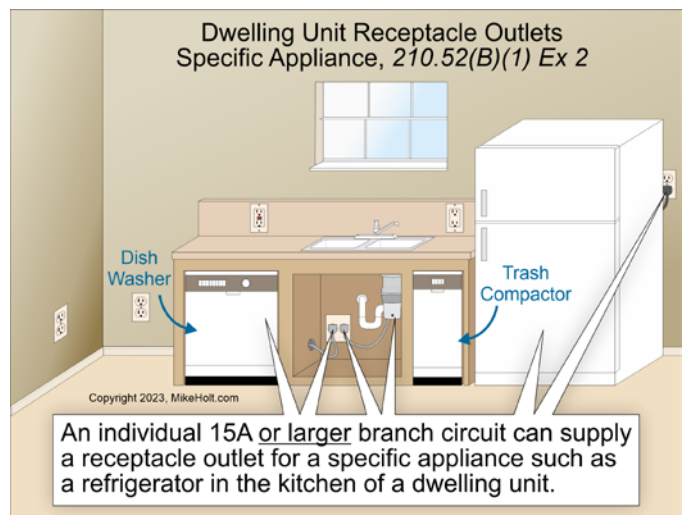 Dwelling Unit Receptacle Outlets
Specific Appliance, 210.52(B)(1) Ex 2
Dish
Washer
Trash
Compactor
Copyright 2023, MikeHolt.com
An individual 15A or larger branch circuit can supply
a receptacle outlet for a specific appliance such as
a refrigerator in the kitchen of a dwelling unit.